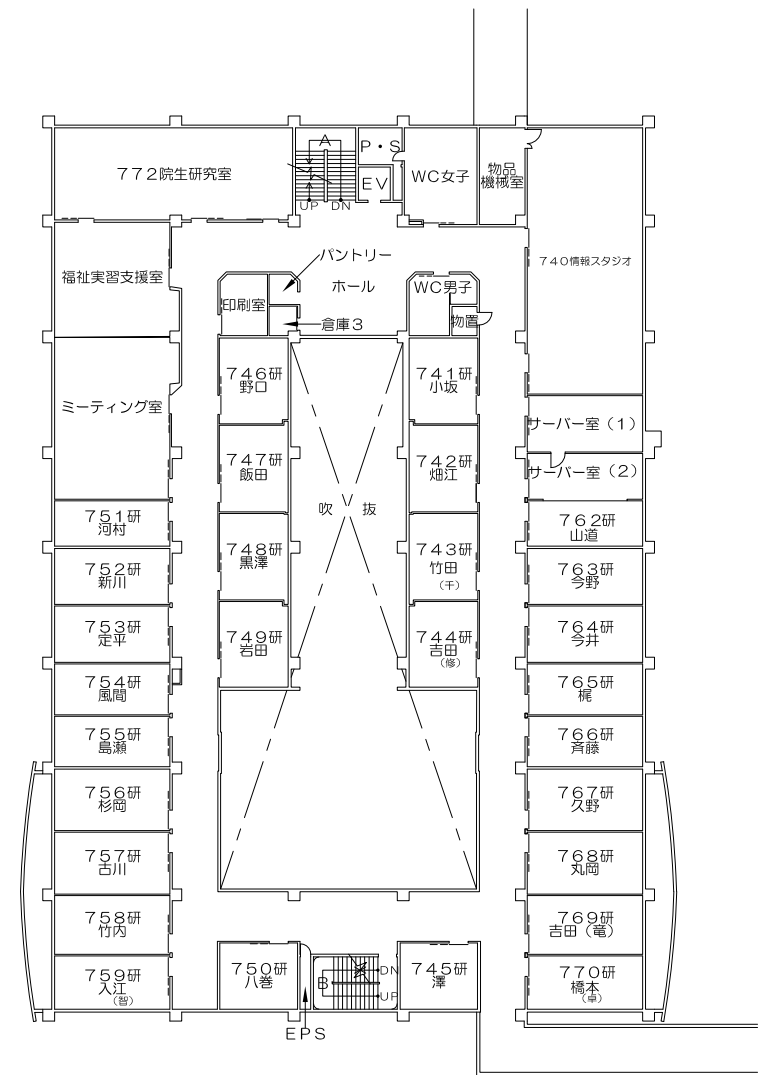 772院生研究室
A
UP DN
P・S
EV
WC女子
物品
機械室
740情報スタジオ
福祉実習支援室
パントリー
ホール
印刷室
倉庫3
WC男子
物置
ミーティング室
746研
野口
741研
小坂
サーバー室(1)
747研
飯田
742研
畑江
サーバー室(2)
吹 抜
751研
河村
748研
黒澤
743研
竹田
(千)
762研
山道
752研
新川
763研
今野
753研
定平
749研
岩田
744研
吉田
(修)
764研
今井
754研
風間
765研
梶
755研
島瀬
766研
斉藤
756研
杉岡
767研
久野
757研
古川
768研
丸岡
758研
竹内
769研
吉田(竜)
759研
入江
(智)
750研
八巻
B
DN
UP
745研
澤
770研
橋本
(卓)
EPS